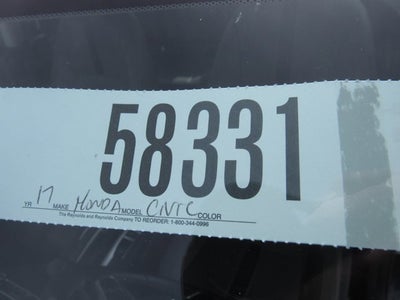 58331
YR 17 MAKE HONDA MODEL CIVIC COLOR
The Reynolds and Reynolds Company TO REORDER: 1-800-344-0996